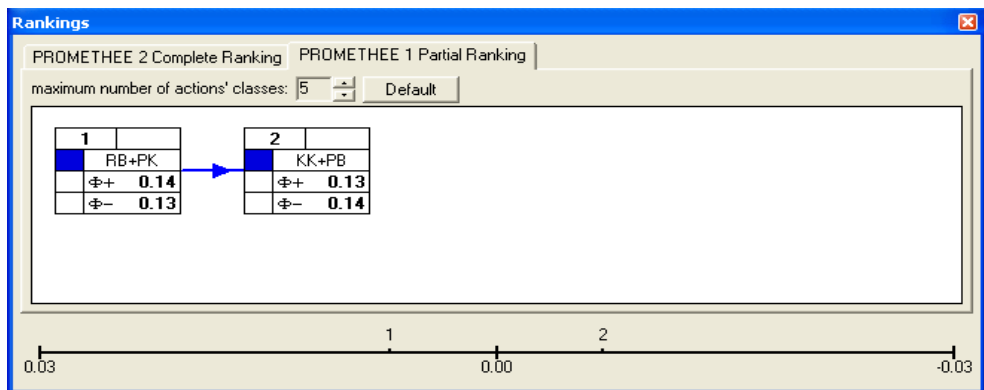 Rankings
PROMETHEE 2 Complete Ranking PROMETHEE 1 Partial Ranking
maximum number of actions' classes: 5 Default
1 2
RB+PK KK+PB
Φ+ 0.14 Φ+ 0.13
Φ− 0.13 Φ− 0.14
1 2
0.03 0.00 -0.03